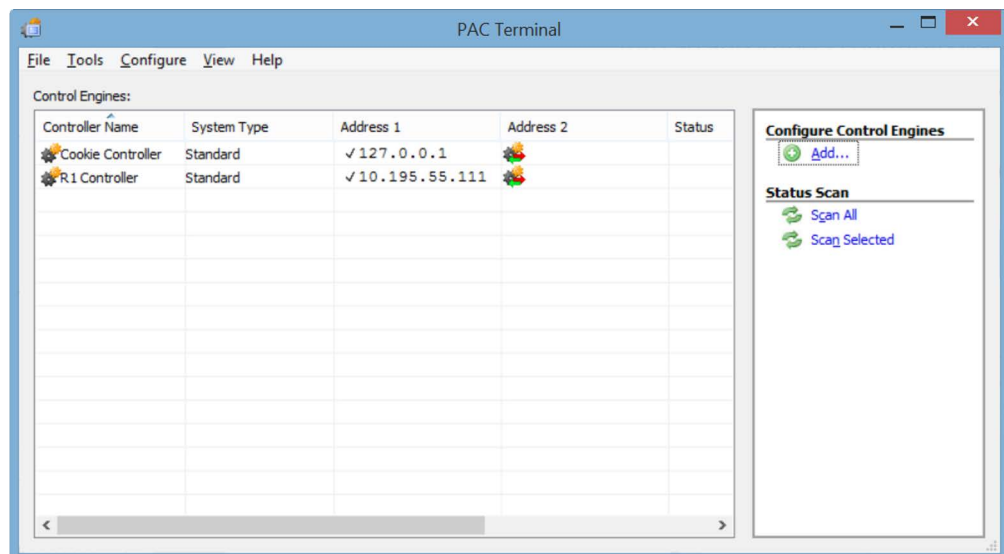 PAC Terminal
File Tools Configure View Help
Control Engines:
Controller Name System Type Address 1 Address 2 Status
Cookie Controller Standard ✓127.0.0.1
R1 Controller Standard ✓10.195.55.111
Configure Control Engines
Add...
Status Scan
Scan All
Scan Selected